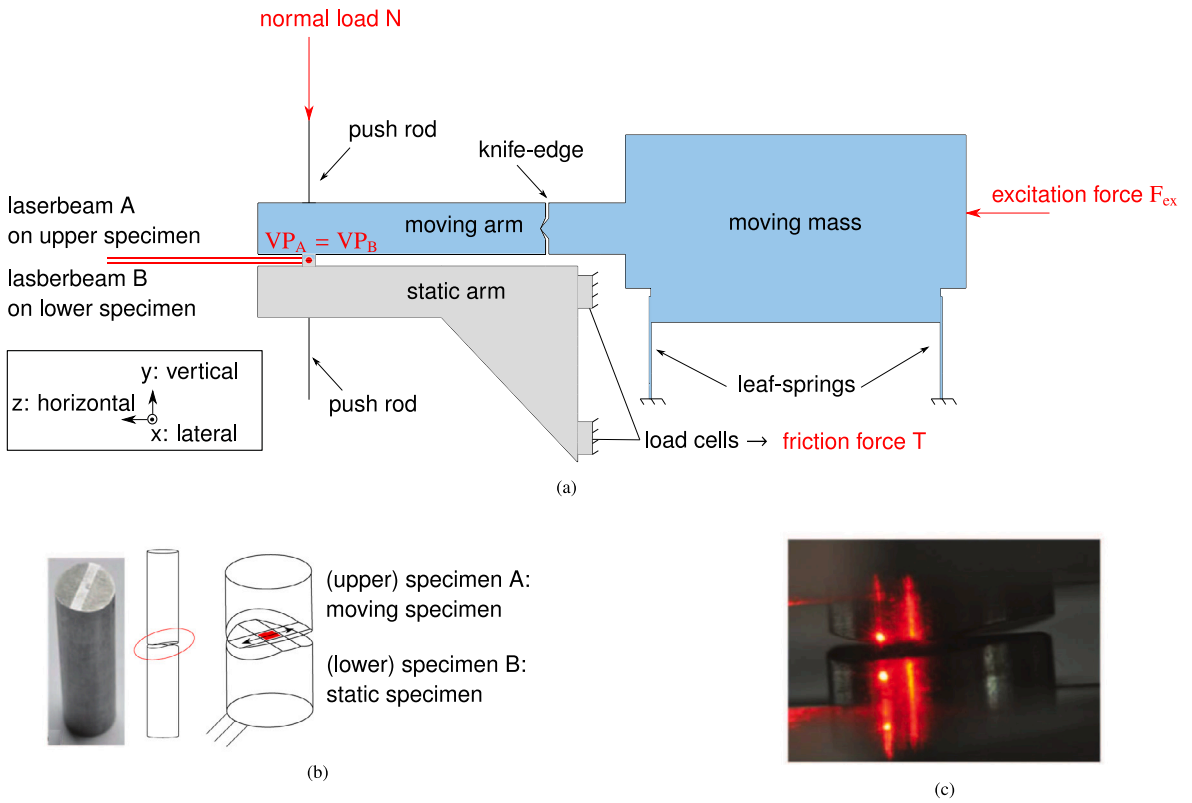 normal load N
push rod
knife-edge
laserbeam A
on upper specimen
moving arm
moving mass
excitation force Fex
VPA = VPB
lasberbeam B
on lower specimen
static arm
y: vertical
z: horizontal
x: lateral
push rod
leaf-springs
load cells → friction force T
(a)
(upper) specimen A:
moving specimen
(lower) specimen B:
static specimen
(b)
(c)